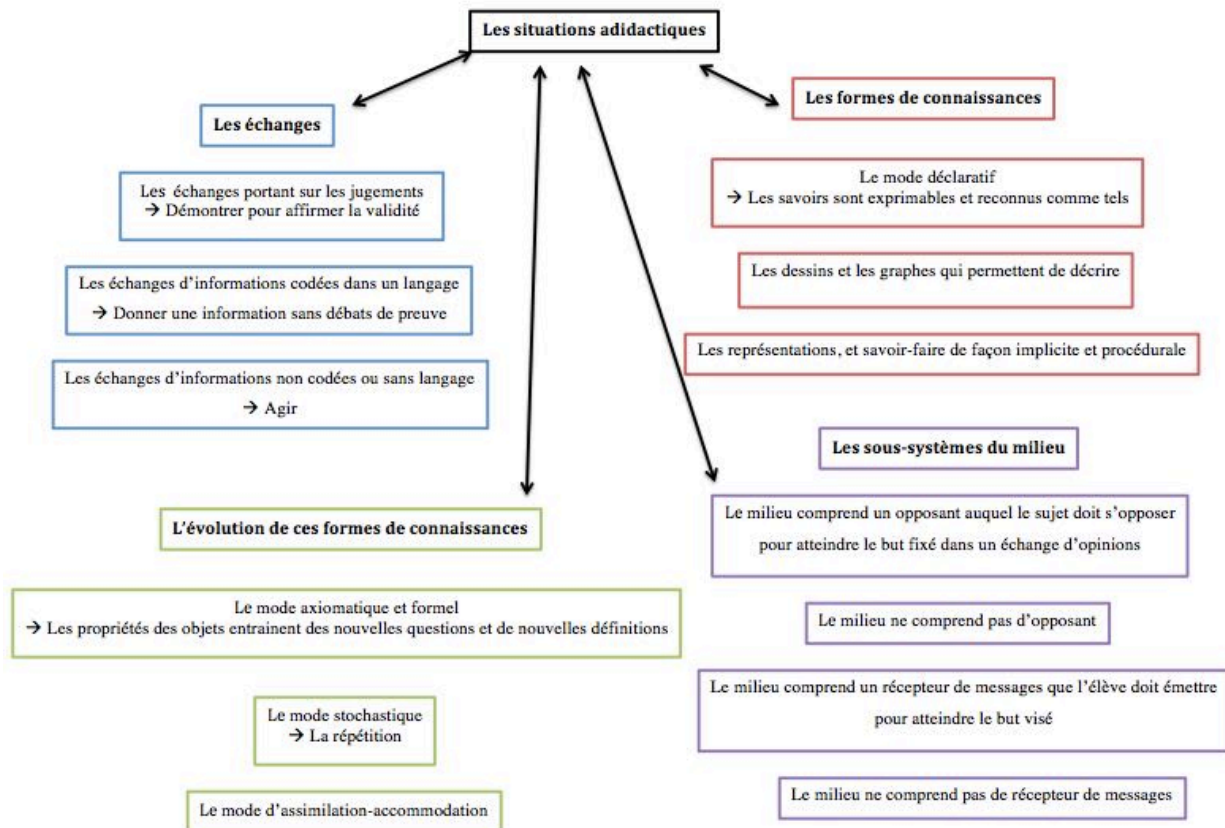 Les situations adidactiques
Les échanges
Les échanges portant sur les jugements
→ Démontrer pour affirmer la validité
Les échanges d'informations codées dans un langage
→ Donner une information sans débats de preuve
Les échanges d'informations non codées ou sans langage
→ Agir
Les formes de connaissances
Le mode déclaratif
→ Les savoirs sont exprimables et reconnus comme tels
Les dessins et les graphes qui permettent de décrire
Les représentations, et savoir-faire de façon implicite et procédurale
L'évolution de ces formes de connaissances
Le mode axiomatique et formel
→ Les propriétés des objets entrainent des nouvelles questions et de nouvelles définitions
Le mode stochastique
→ La répétition
Le mode d'assimilation-accommodation
Les sous-systèmes du milieu
Le milieu comprend un opposant auquel le sujet doit s'opposer
pour atteindre le but fixé dans un échange d'opinions
Le milieu ne comprend pas d'opposant
Le milieu comprend un récepteur de messages que l'élève doit émettre
pour atteindre le but visé
Le milieu ne comprend pas de récepteur de messages